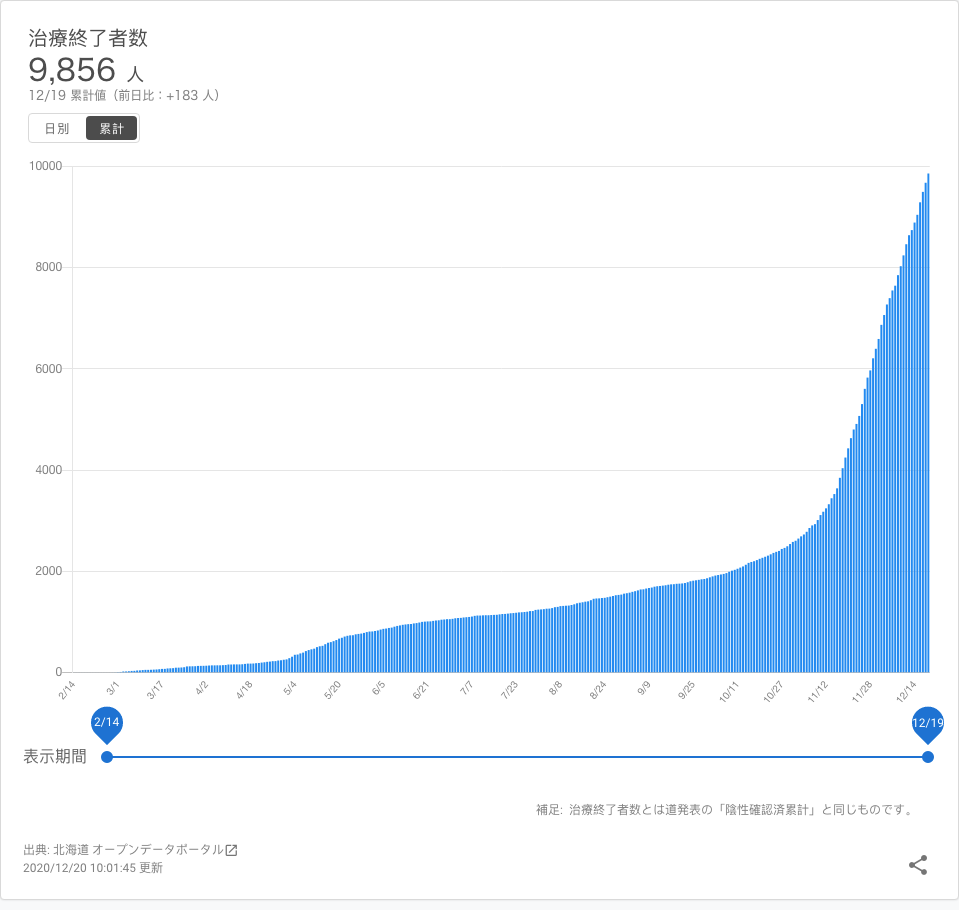 治療終了者数
9,856 人
12/19 累計値（前日比：+183 人）
日別 累計
10000
8000
6000
4000
2000
0
2/14 3/1 3/17 4/2 4/18 5/4 5/20 6/5 6/21 7/7 7/23 8/8 8/24 9/9 9/25 10/11 10/27 11/12 11/28 12/14
2/14 12/19
表示期間
補足: 治療終了者数とは道発表の「陰性確認済累計」と同じものです。
出典: 北海道 オープンデータポータル
2020/12/20 10:01:45 更新